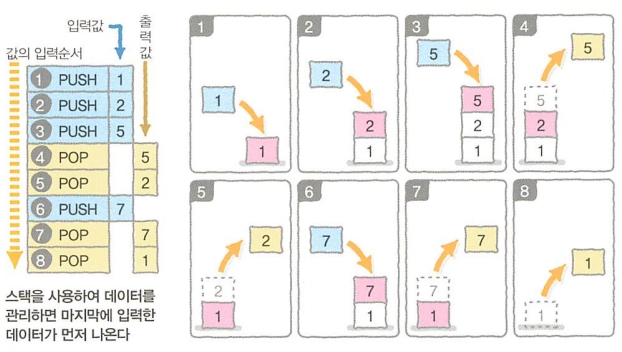 입력값
출력값
값의 입력순서
1 PUSH 1
2 PUSH 2
3 PUSH 5
4 POP 5
5 POP 2
6 PUSH 7
7 POP 7
8 POP 1
스택을 사용하여 데이터를
관리하면 마지막에 입력한
데이터가 먼저 나온다
1
1
1
2
2
2
1
3
5
5
2
1
4
5
5
2
1
5
2
2
1
6
7
7
1
7
7
7
1
8
1
1